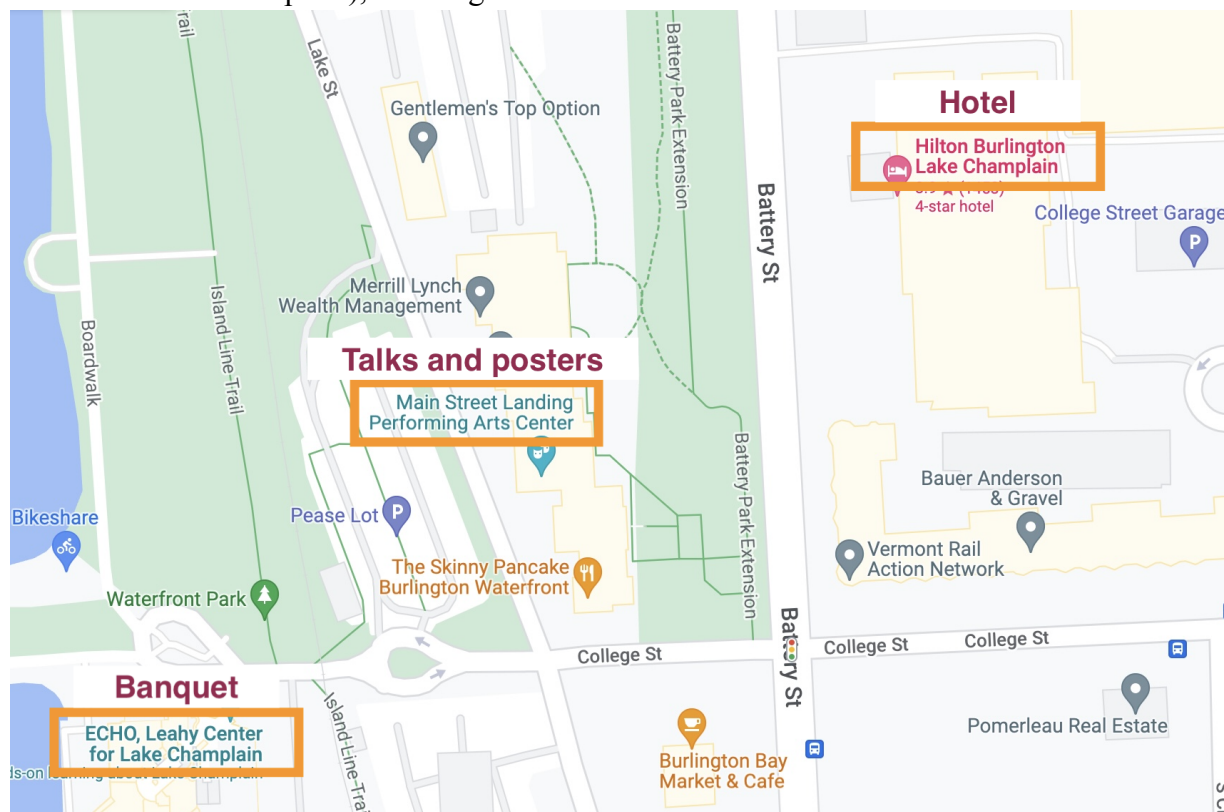 Trail
Lake St
Battery-Park-Extension
Hotel
Gentlemen's Top Option
Hilton Burlington
Lake Champlain
4-star hotel
Battery St
College Street Garage
P
Merrill Lynch
Wealth Management
Island-Line-Trail
Boardwalk
Talks and posters
Main Street Landing
Performing Arts Center
Battery-Park-Extension
Bauer Anderson
& Gravel
Bikeshare
Pease Lot
P
Vermont Rail
Action Network
The Skinny Pancake
Burlington Waterfront
Waterfront Park
College St
College St
College St
Battery St
Banquet
ECHO, Leahy Center
for Lake Champlain
Island-Line-Trail
Pomerleau Real Estate
Burlington Bay
Market & Cafe